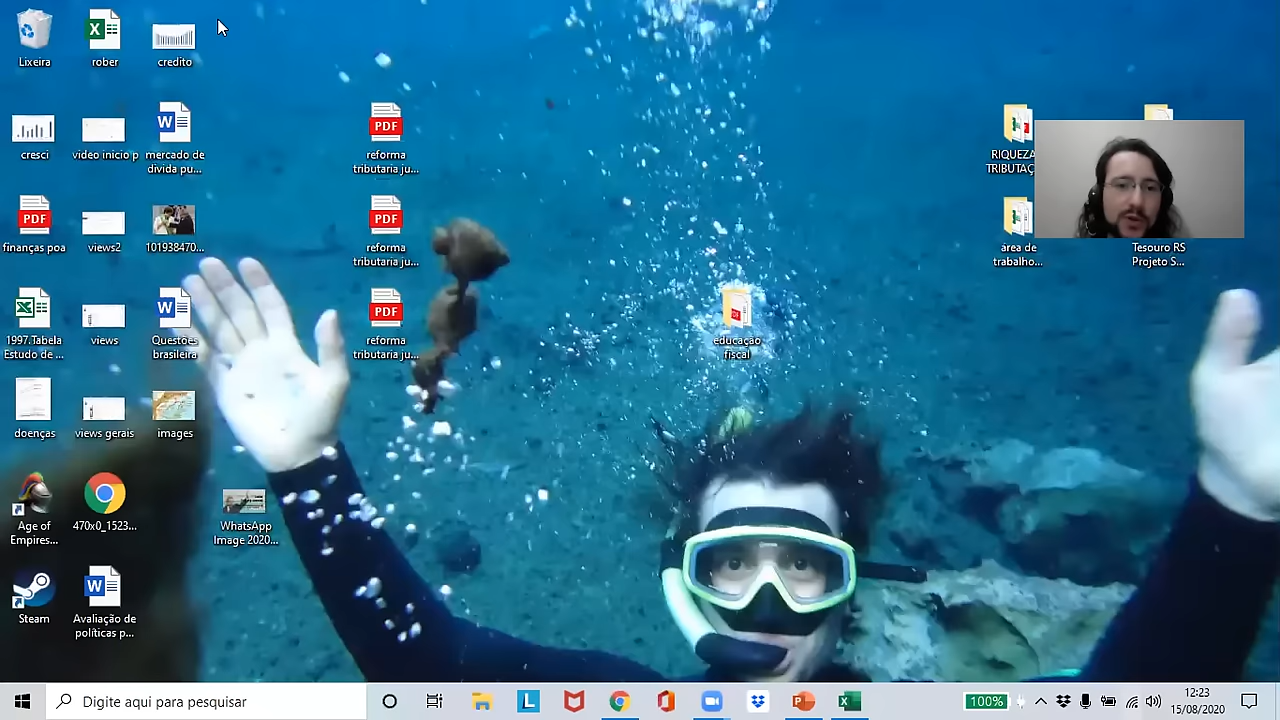 Lixeira
rober
credito
cresci
video inicio p
mercado de
divida pu...
PDF
reforma
tributaria ju...
RIQUEZA
TRIBUTAÇ
PDF
finanças poa
views2
101938470...
PDF
reforma
tributaria ju...
área de
trabalho...
Tesouro RS
Projeto S...
1997.Tabela
Estudo de ...
views
Questões
brasileira
PDF
reforma
tributaria ju...
educação
fiscal
doenças
views gerais
images
Age of
Empires...
470x0_1523...
WhatsApp
Image 2020...
Steam
Avaliação de
políticas p...
Digite aqui para pesquisar
L
100%
12:23
15/08/2020